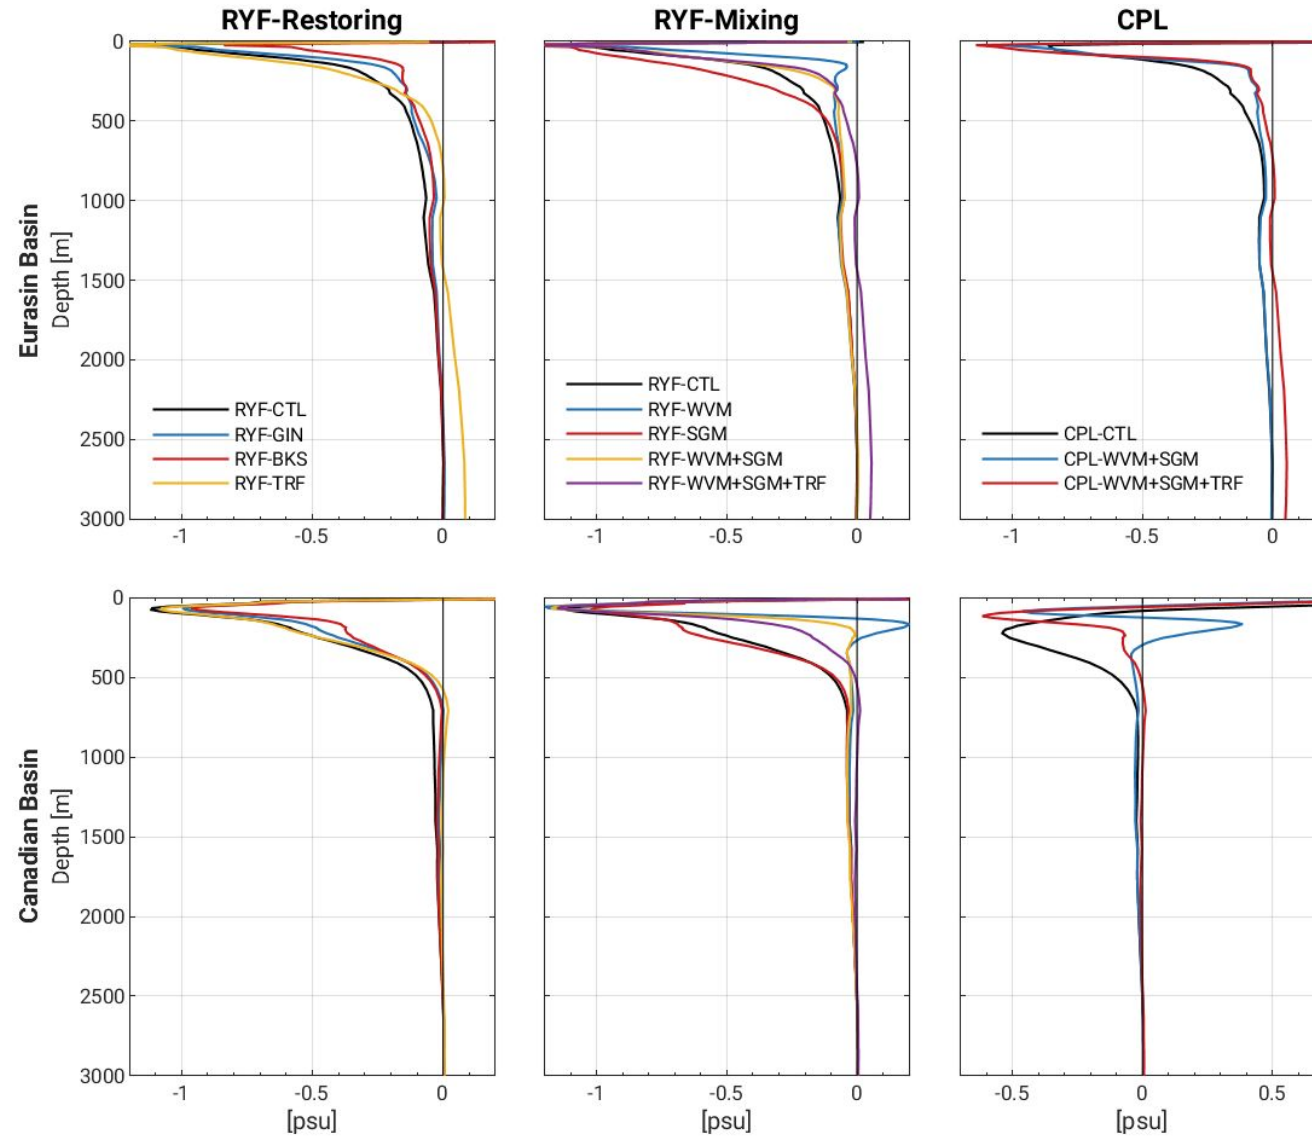 RYF-Restoring RYF-Mixing CPL
0
500
1000
1500
2000
2500
3000
Eurasin Basin
Depth [m]
RYF-CTL
RYF-GIN
RYF-BKS
RYF-TRF
-1 -0.5 0
RYF-CTL
RYF-WVM
RYF-SGM
RYF-WVM+SGM
RYF-WVM+SGM+TRF
-1 -0.5 0
CPL-CTL
CPL-WVM+SGM
CPL-WVM+SGM+TRF
-1 -0.5 0
0
500
1000
1500
2000
2500
3000
Canadian Basin
Depth [m]
-1 -0.5 0
[psu]
-1 -0.5 0
[psu]
-0.5 0 0.5
[psu]